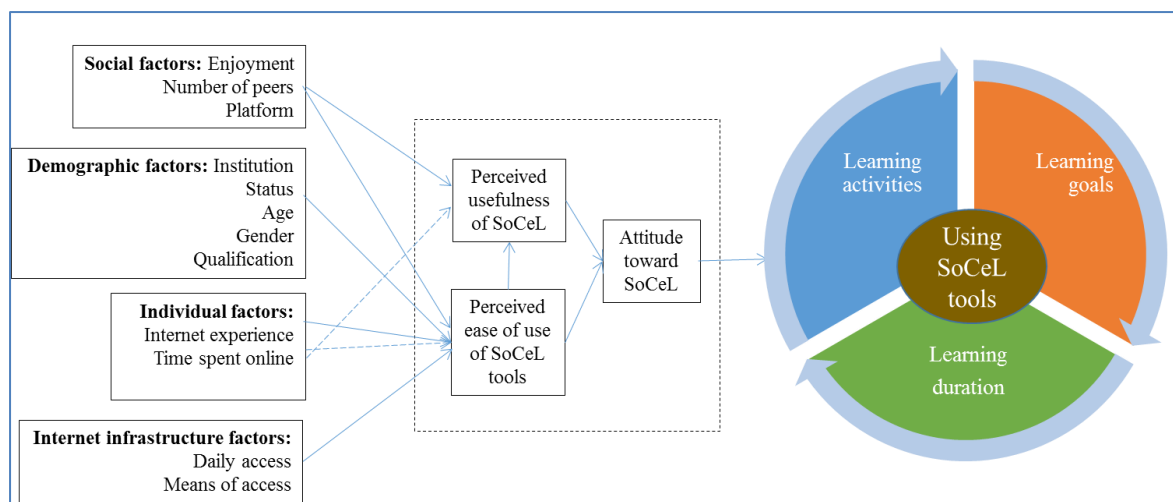 Social factors: Enjoyment
Number of peers
Platform
Demographic factors: Institution
Status
Age
Gender
Qualification
Individual factors:
Internet experience
Time spent online
Internet infrastructure factors:
Daily access
Means of access
Perceived
usefulness
of SoCeL
Perceived
ease of use
of SoCeL
tools
Attitude
toward
SoCeL
Learning
activities
Learning
goals
Using
SoCeL
tools
Learning
duration